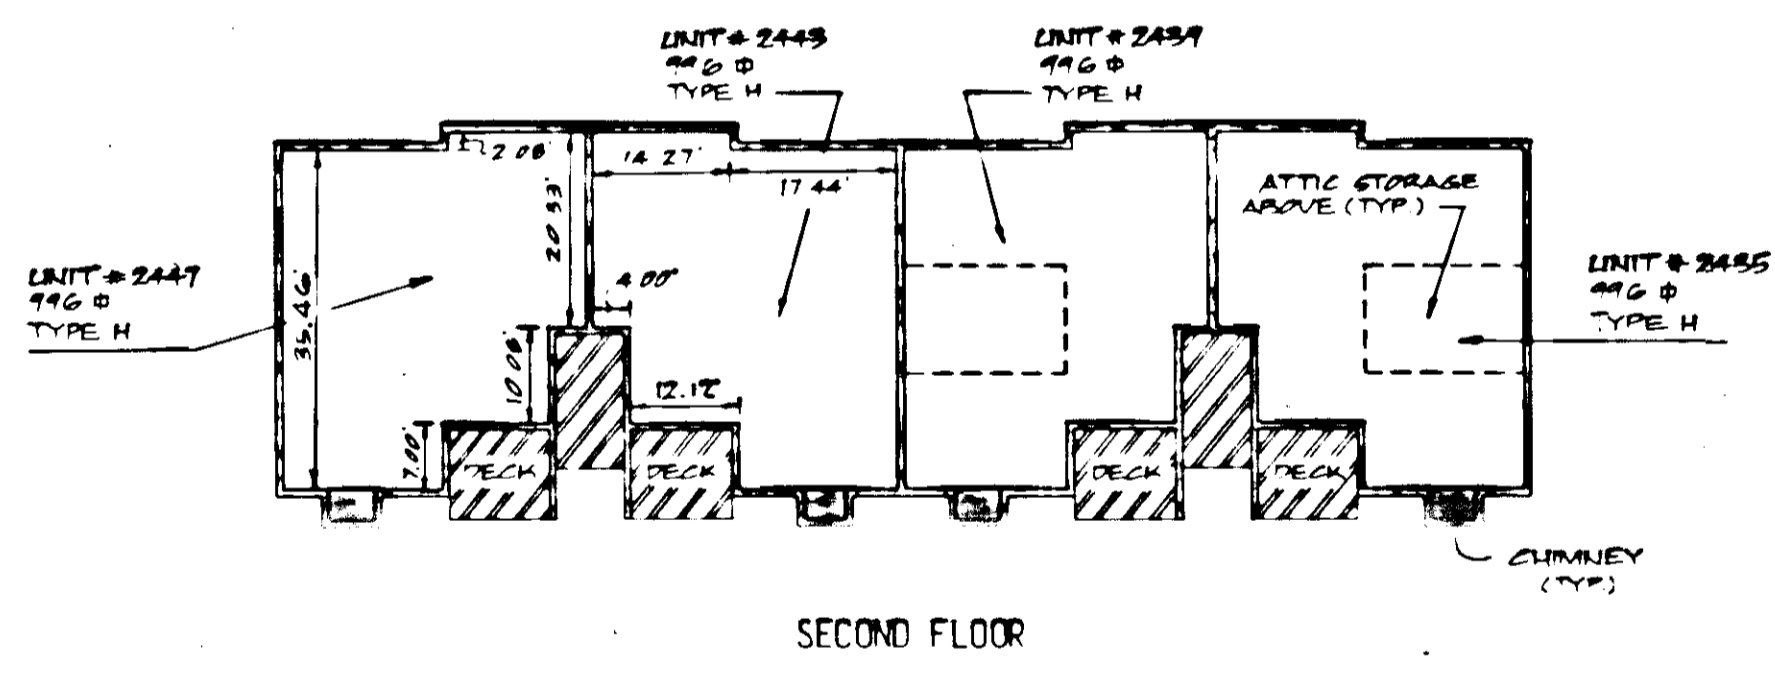 UNIT # 2443
996 ⏀
TYPE H
UNIT # 2439
996 ⏀
TYPE H
2.08'
14.27'
17.44'
20.33'
ATTIC STORAGE
ABOVE (TYP.)
UNIT # 2447
996 ⏀
TYPE H
35.46'
4.00'
UNIT # 2435
996 ⏀
TYPE H
10.08'
12.12'
7.00'
DECK
DECK
DECK
DECK
CHIMNEY
(TYP.)
SECOND FLOOR